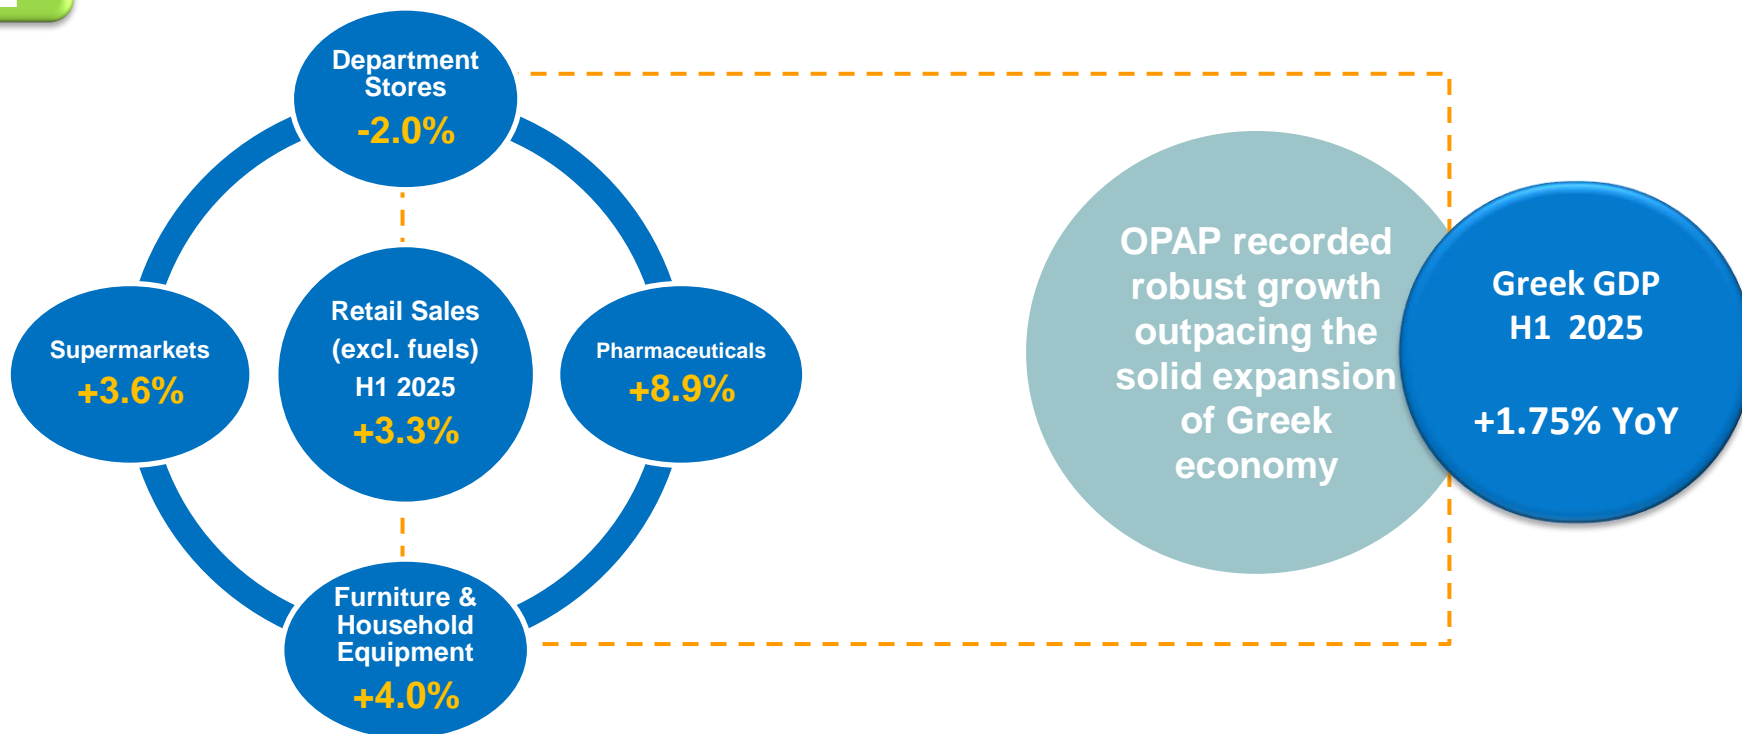 Department
Stores
-2.0%
Supermarkets
+3.6%
Retail Sales
(excl. fuels)
H1 2025
+3.3%
Pharmaceuticals
+8.9%
Furniture &
Household
Equipment
+4.0%
OPAP recorded
robust growth
outpacing the
solid expansion
of Greek
economy
Greek GDP
H1 2025
+1.75% YoY